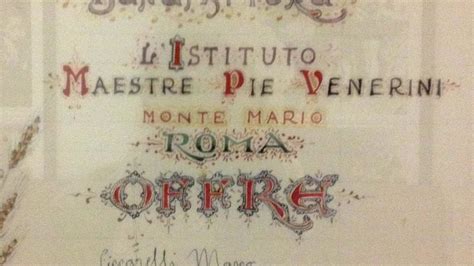 L'ISTITUTO
MAESTRE PIE VENERINI
MONTE MARIO
ROMA
OFFRE